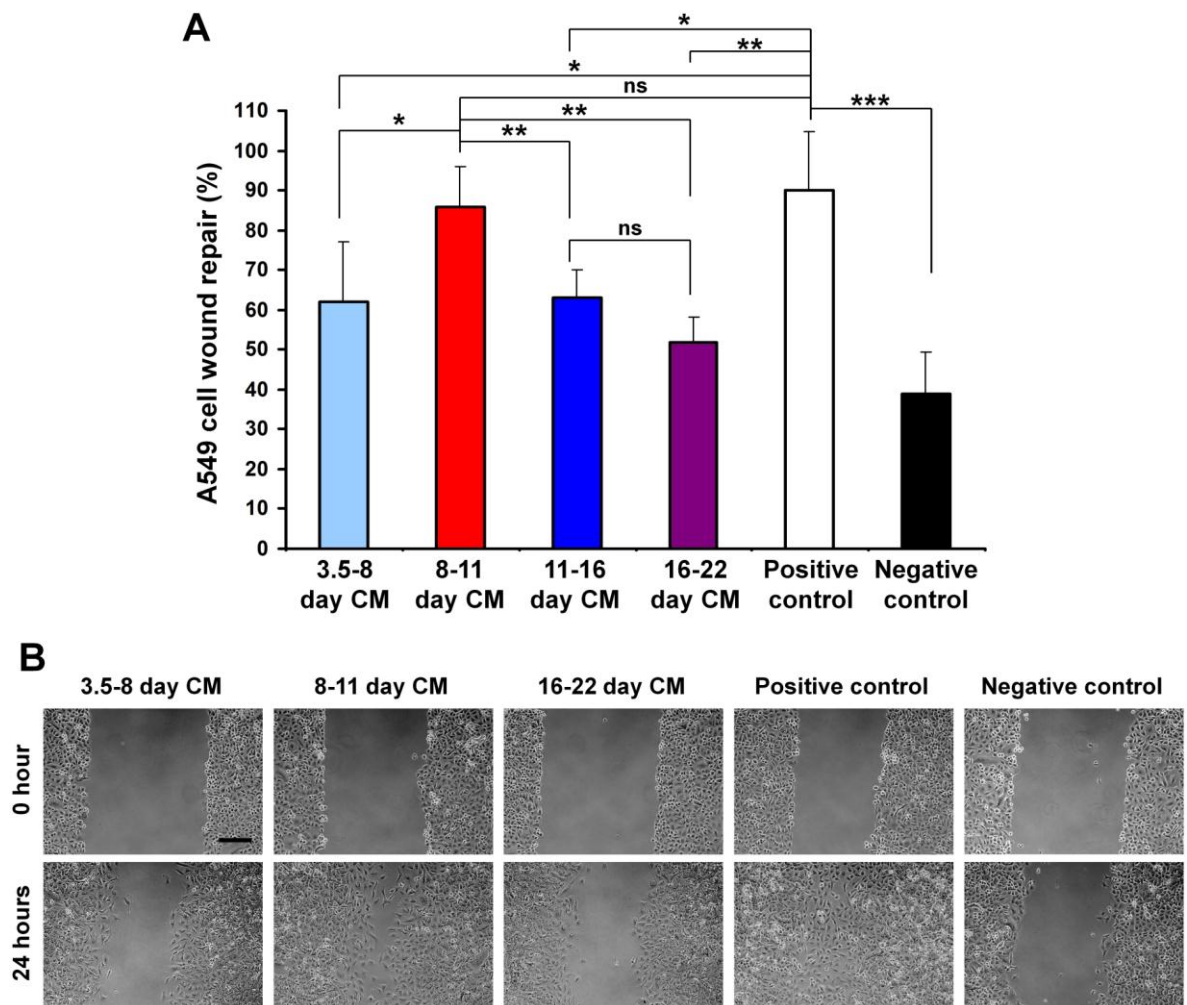 A
*
**
*
ns
***
**
*
**
ns
110
100
90
80
70
60
50
40
30
20
10
0
A549 cell wound repair (%)
3.5-8
day CM
8-11
day CM
11-16
day CM
16-22
day CM
Positive
control
Negative
control
B
3.5-8 day CM
8-11 day CM
16-22 day CM
Positive control
Negative control
0 hour
24 hours